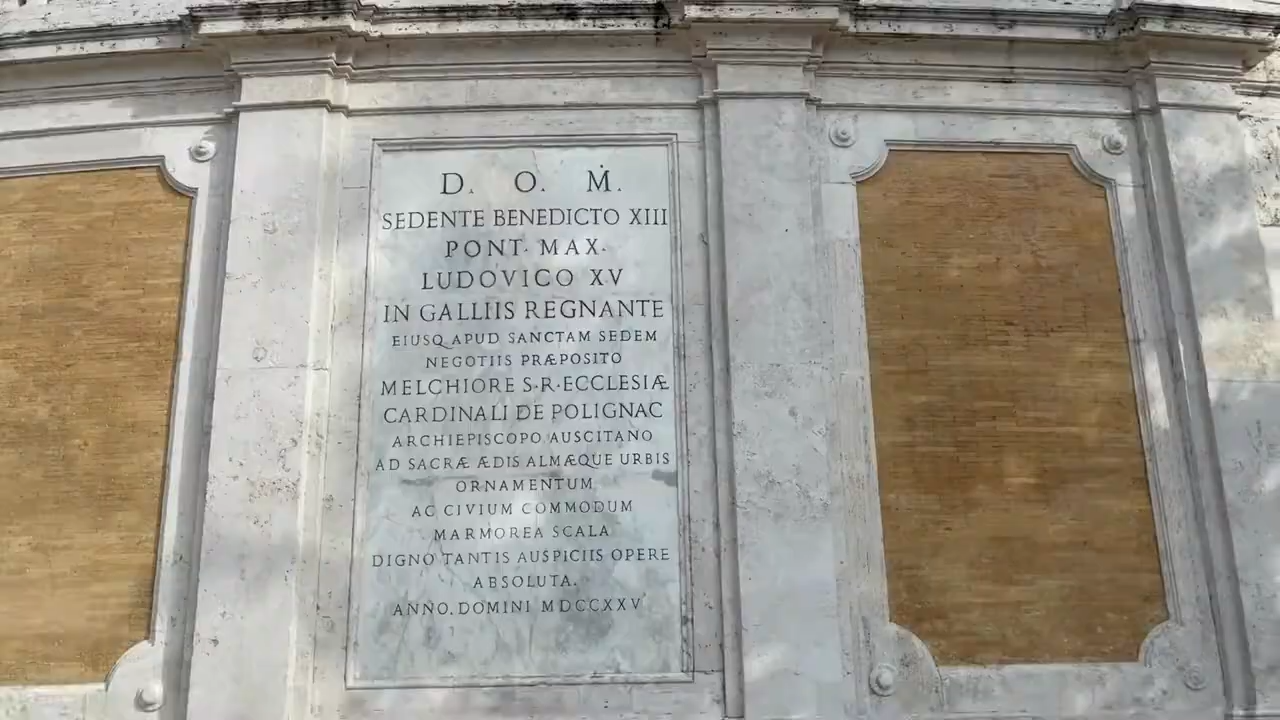 D. O. M.
SEDENTE BENEDICTO XIII
PONT· MAX·
LUDOVICO XV
IN GALLIIS REGNANTE
EIUSQ APUD SANCTAM SEDEM
NEGOTIIS PRÆPOSITO
MELCHIORE S·R·ECCLESIÆ
CARDINALI DE POLIGNAC
ARCHIEPISCOPO AUSCITANO
AD SACRÆ ÆDIS ALMÆQUE URBIS
ORNAMENTUM
AC CIVIUM COMMODUM
MARMOREA SCALA
DIGNO TANTIS AUSPICIIS OPERE
ABSOLUTA.
ANNO. DOMINI MDCCXXV